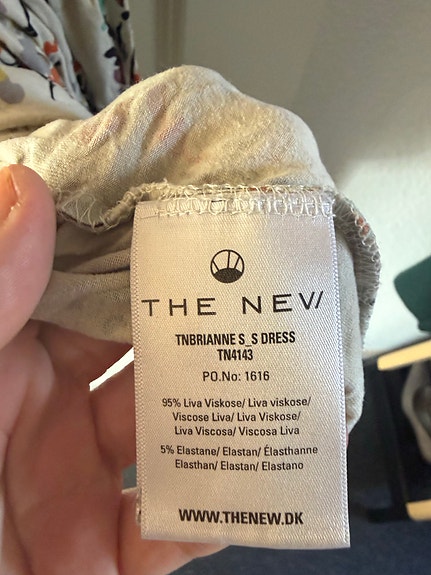 THE NEW
TNBRIANNE S_S DRESS
TN4143
PO.No: 1616
95% Liva Viskose/ Liva viskose/
Viscose Liva/ Liva Viskose/
Liva Viscosa/ Viscosa Liva
5% Elastane/ Elastan/ Élasthanne
Elasthan/ Elastan/ Elastano
WWW.THENEW.DK